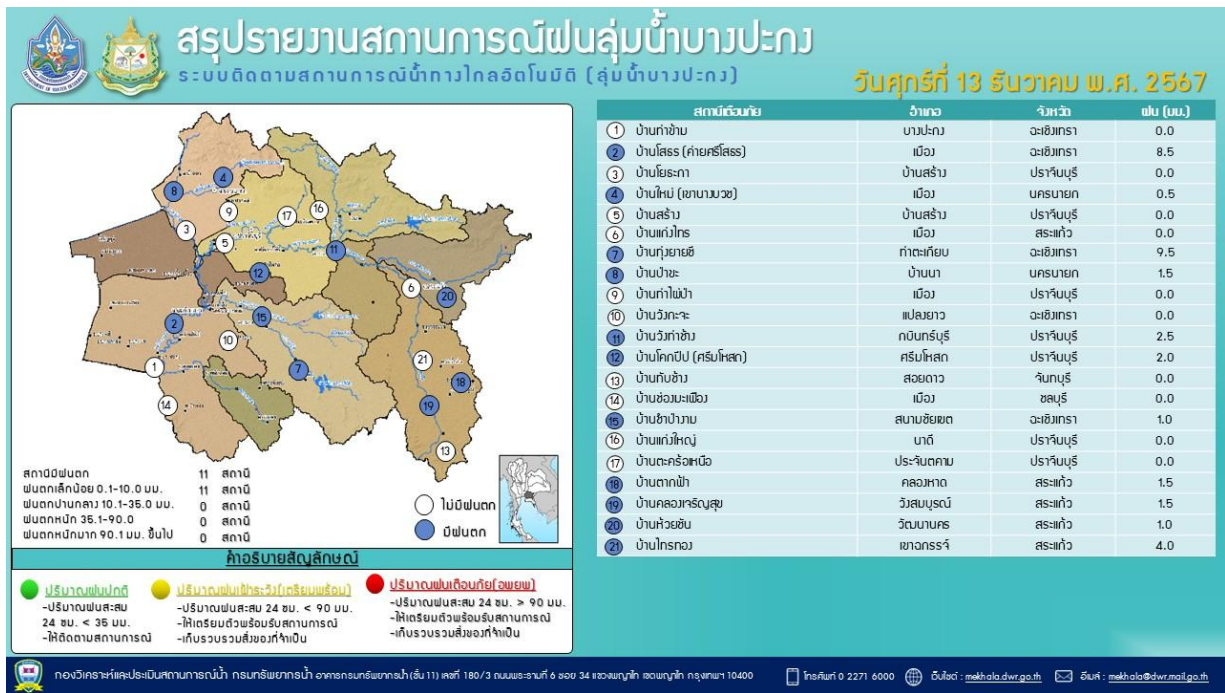 สรุปรายงานสถานการณ์ฝนลุ่มน้ำบางปะกง
ระบบติดตามสถานการณ์น้ำทางไกลอัตโนมัติ (ลุ่มน้ำบางปะกง)
วันศุกร์ที่ 13 ธันวาคม พ.ศ. 2567
สถานีเตือนภัย อำเภอ จังหวัด ฝน (มม.)
1 บ้านท่าข้าม บางปะกง ฉะเชิงเทรา 0.0
2 บ้านโสธร (ค่ายศรีโสธร) เมือง ฉะเชิงเทรา 8.5
3 บ้านโยธะกา บ้านสร้าง ปราจีนบุรี 0.0
4 บ้านใหม่ (เขานางบวช) เมือง นครนายก 0.5
5 บ้านสร้าง บ้านสร้าง ปราจีนบุรี 0.0
6 บ้านแก่งไทร เมือง สระแก้ว 0.0
7 บ้านทุ่งยายชี ท่าตะเกียบ ฉะเชิงเทรา 9.5
8 บ้านป่าขะ บ้านนา นครนายก 1.5
9 บ้านท่าไผ่ป่า เมือง ปราจีนบุรี 0.0
10 บ้านวังกะจะ แปลงยาว ฉะเชิงเทรา 0.0
11 บ้านวังท่าช้าง กบินทร์บุรี ปราจีนบุรี 2.5
12 บ้านโคกปีป (ศรีมโหสถ) ศรีมโหสถ ปราจีนบุรี 2.0
13 บ้านทับช้าง สอยดาว จันทบุรี 0.0
14 บ้านช่องมะเฟือง เมือง ชลบุรี 0.0
15 บ้านชำป่างาม สนามชัยเขต ฉะเชิงเทรา 1.0
16 บ้านแก่งใหญ่ นาดี ปราจีนบุรี 0.0
17 บ้านตะคร้อเหนือ ประจันตคาม ปราจีนบุรี 0.0
18 บ้านตากฟ้า คลองหาด สระแก้ว 1.5
19 บ้านคลองเจริญสุข วังสมบูรณ์ สระแก้ว 1.5
20 บ้านห้วยชัน วัฒนานคร สระแก้ว 1.0
21 บ้านไทรทอง เขาฉกรรจ์ สระแก้ว 4.0
สถานีมีฝนตก 11 สถานี
ฝนตกเล็กน้อย 0.1-10.0 มม. 11 สถานี
ฝนตกปานกลาง 10.1-35.0 มม. 0 สถานี
ฝนตกหนัก 35.1-90.0 0 สถานี
ฝนตกหนักมาก 90.1 มม. ขึ้นไป 0 สถานี
ไม่มีฝนตก
มีฝนตก
คำอธิบายสัญลักษณ์
ปริมาณฝนปกติ
-ปริมาณฝนสะสม
24 ชม. < 35 มม.
-ให้ติดตามสถานการณ์
ปริมาณฝนเฝ้าระวัง(เตรียมพร้อม)
-ปริมาณฝนสะสม 24 ชม. < 90 มม.
-ให้เตรียมตัวพร้อมรับสถานการณ์
-เก็บรวบรวมสิ่งของที่จำเป็น
ปริมาณฝนเตือนภัย(อพยพ)
-ปริมาณฝนสะสม 24 ชม. > 90 มม.
-ให้เตรียมตัวพร้อมรับสถานการณ์
-เก็บรวบรวมสิ่งของที่จำเป็น
กองวิเคราะห์และประเมินสถานการณ์น้ำ กรมทรัพยากรน้ำ อาคารกรมทรัพยากรน้ำ (ชั้น 11) เลขที่ 180/3 ถนนพระรามที่ 6 ซอย 34 แขวงพญาไท เขตพญาไท กรุงเทพฯ 10400 โทรศัพท์ 0 2271 6000 เว็บไซต์ : mekhala.dwr.go.th อีเมล์ : mekhala@dwr.mail.go.th